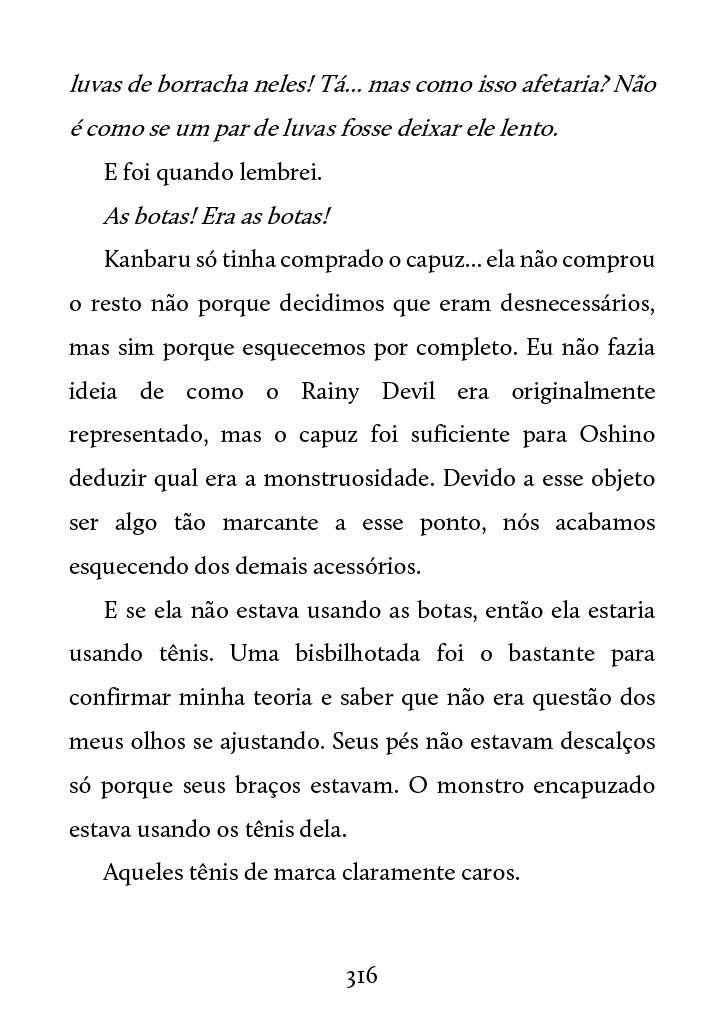 luvas de borracha neles! Tá... mas como isso afetaria? Não
é como se um par de luvas fosse deixar ele lento.
E foi quando lembrei.
As botas! Era as botas!
Kanbaru só tinha comprado o capuz... ela não comprou
o resto não porque decidimos que eram desnecessários,
mas sim porque esquecemos por completo. Eu não fazia
ideia de como o Rainy Devil era originalmente
representado, mas o capuz foi suficiente para Oshino
deduzir qual era a monstruosidade. Devido a esse objeto
ser algo tão marcante a esse ponto, nós acabamos
esquecendo dos demais acessórios.
E se ela não estava usando as botas, então ela estaria
usando tênis. Uma bisbilhotada foi o bastante para
confirmar minha teoria e saber que não era questão dos
meus olhos se ajustando. Seus pés não estavam descalços
só porque seus braços estavam. O monstro encapuzado
estava usando os tênis dela.
Aqueles tênis de marca claramente caros.
316